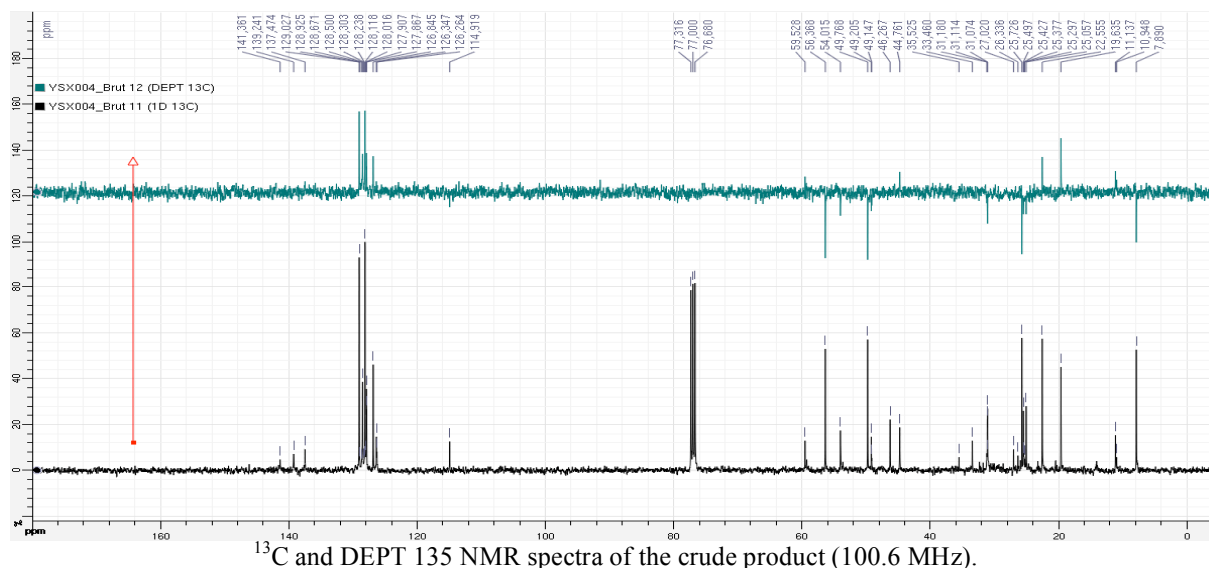 ppm
141,361 139,241 137,474 129,027 128,925 128,671 128,500 128,303 128,238 128,118 128,016 127,907 127,867 126,845 126,347 126,264 114,919 77,316 77,000 76,680 59,528 56,368 54,015 49,768 49,205 49,147 46,267 44,761 35,525 33,460 31,180 31,114 31,074 27,020 26,336 25,726 25,497 25,427 25,377 25,297 25,057 22,555 19,635 11,137 10,948 7,890
180
YSX004_Brut 12 (DEPT 13C)
YSX004_Brut 11 (1D 13C)
160
140
120
100
80
60
40
20
0
ppm 160 140 120 100 80 60 40 20 0
¹³C and DEPT 135 NMR spectra of the crude product (100.6 MHz).